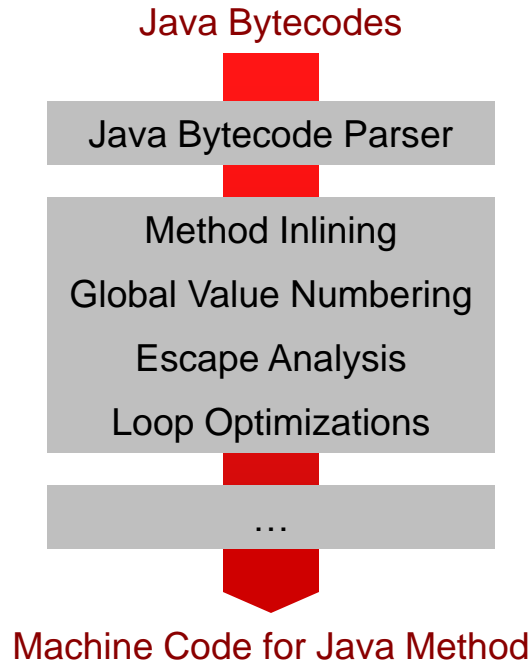 Java Bytecodes
Java Bytecode Parser
Method Inlining
Global Value Numbering
Escape Analysis
Loop Optimizations
…
Machine Code for Java Method